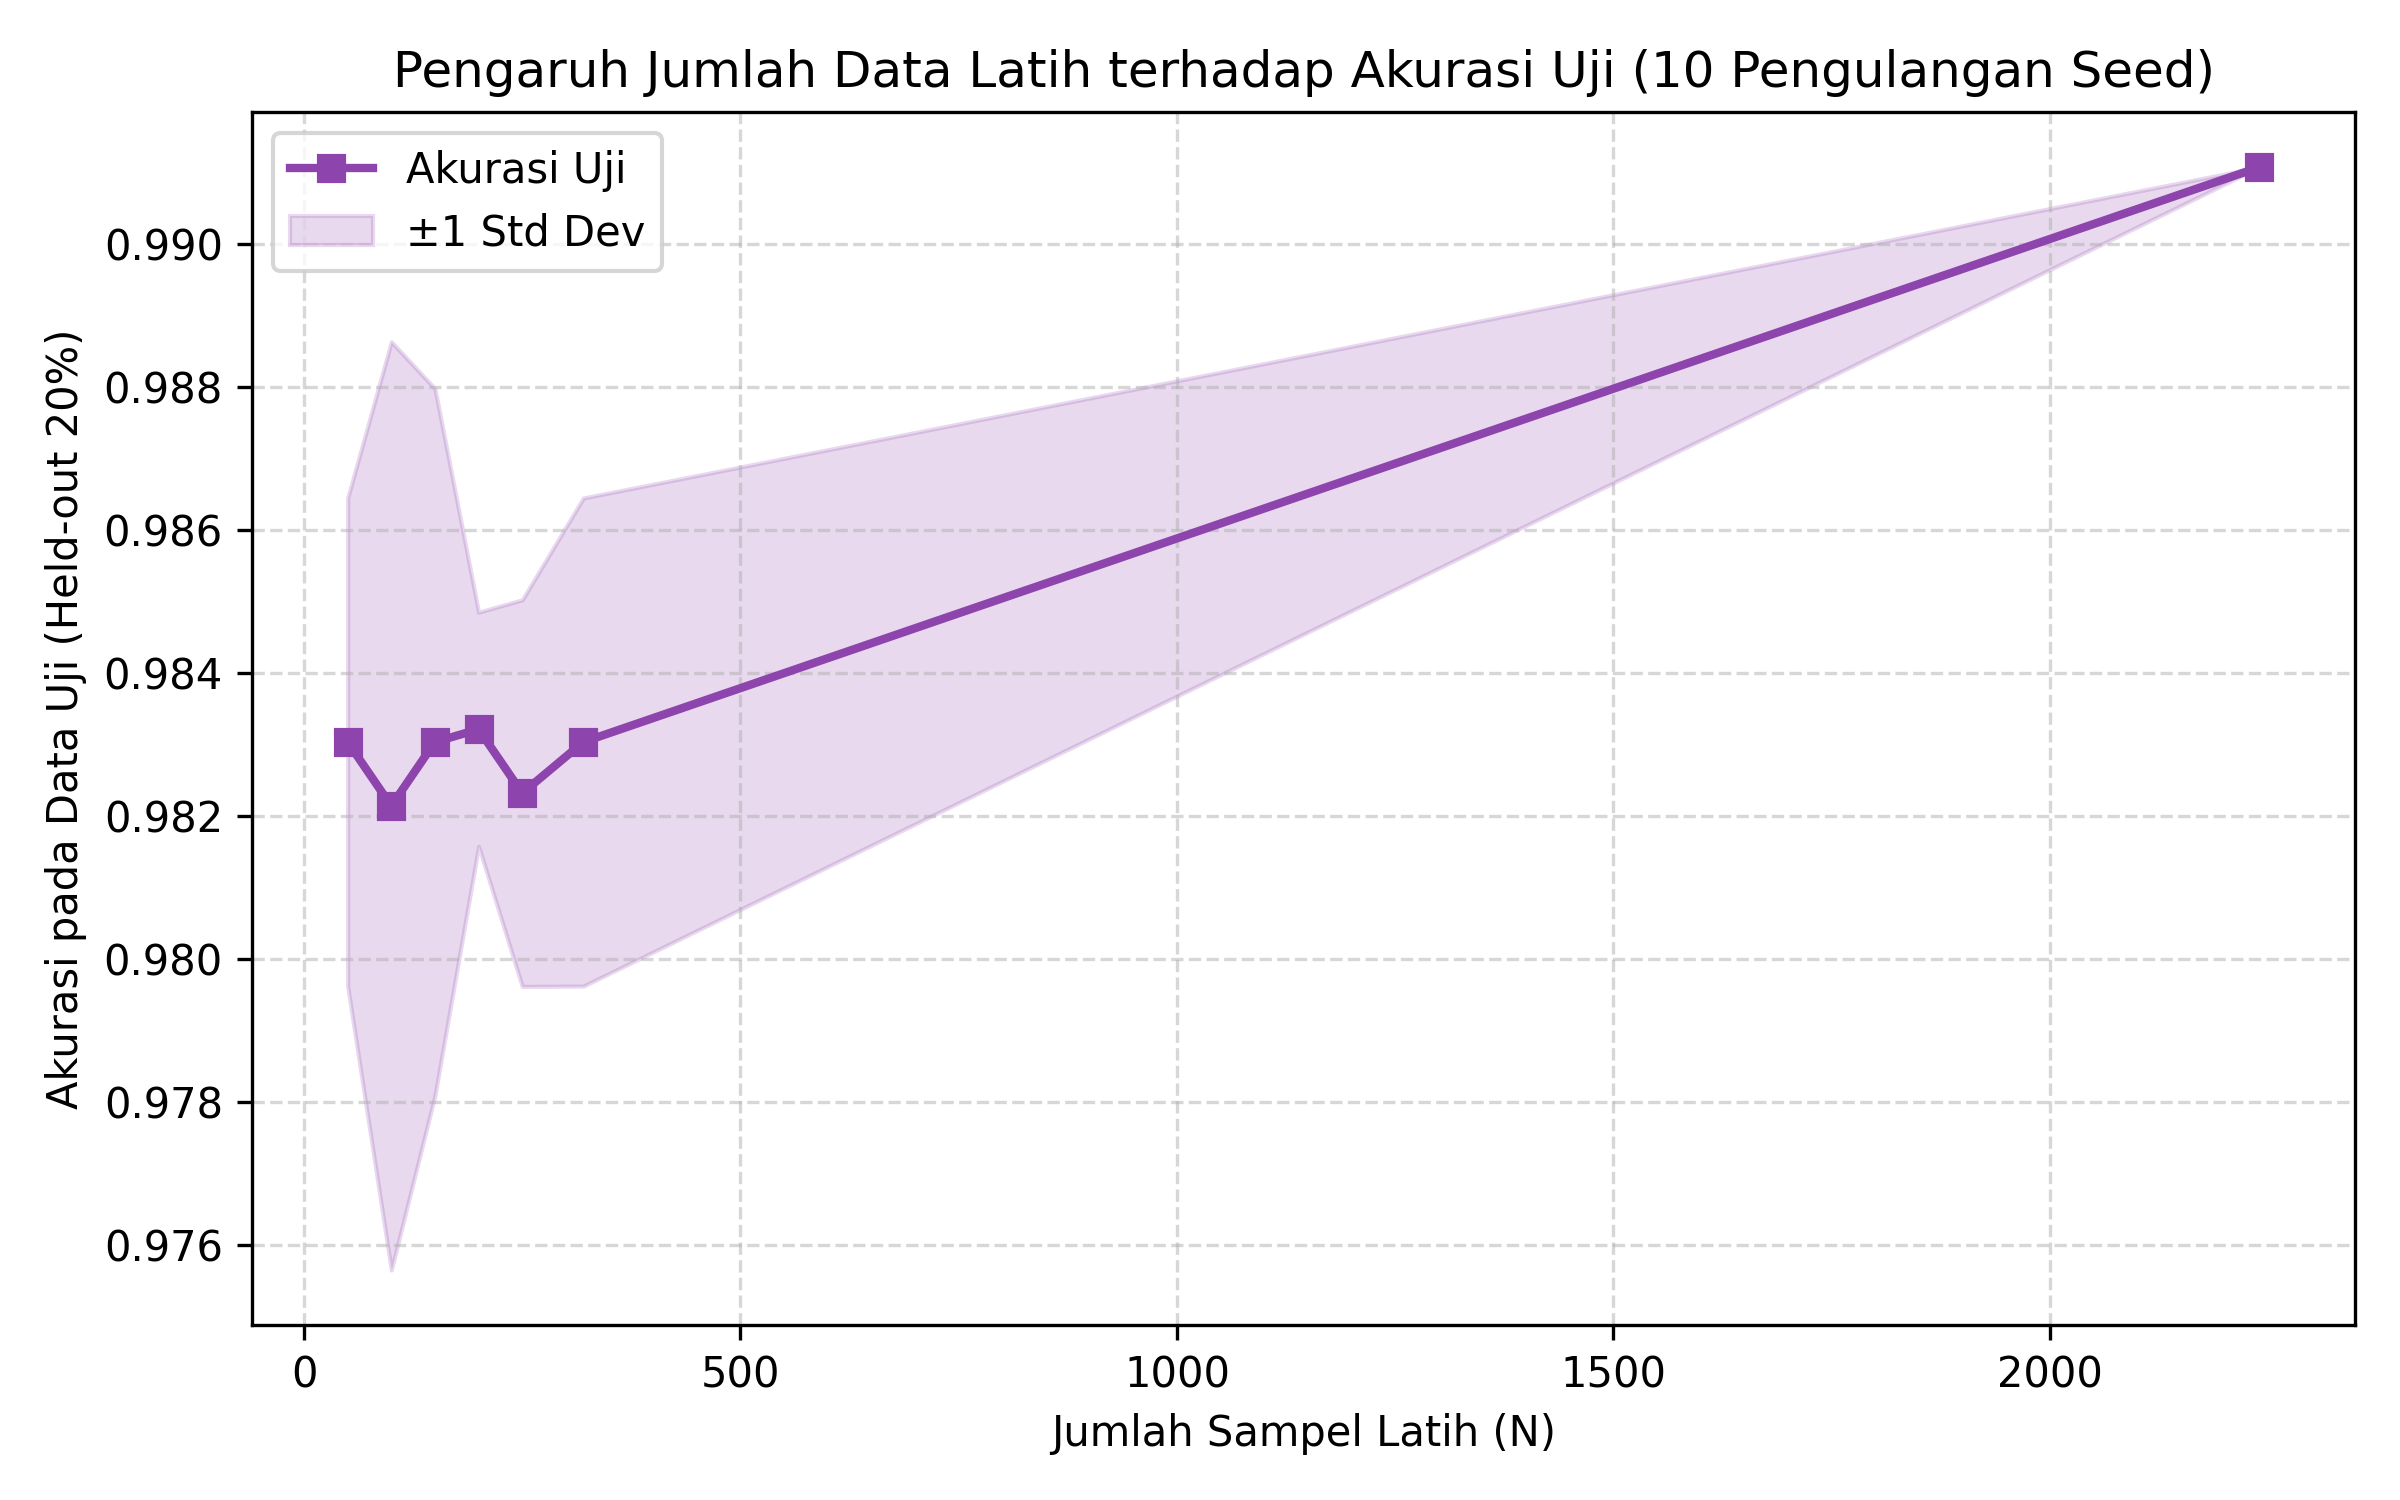 Pengaruh Jumlah Data Latih terhadap Akurasi Uji (10 Pengulangan Seed)
Akurasi Uji
±1 Std Dev
Akurasi pada Data Uji (Held-out 20%)
0.990
0.988
0.986
0.984
0.982
0.980
0.978
0.976
0
500
1000
1500
2000
Jumlah Sampel Latih (N)